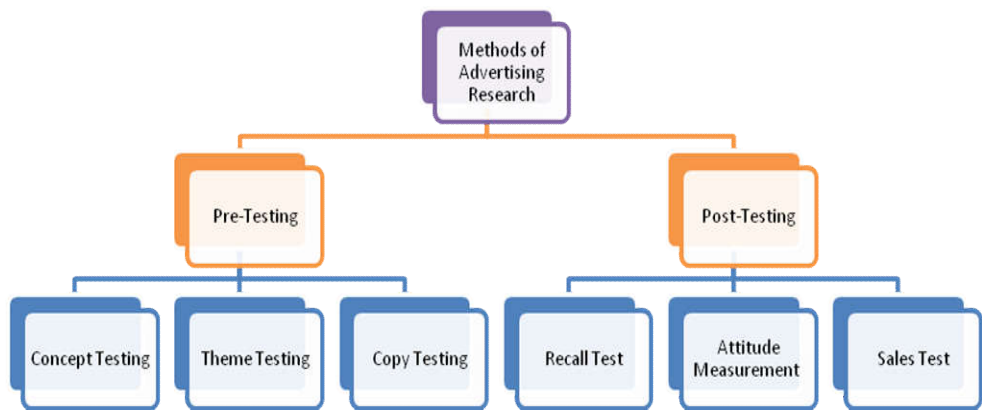 Methods of
Advertising
Research
Pre-Testing
Post-Testing
Concept Testing
Theme Testing
Copy Testing
Recall Test
Attitude
Measurement
Sales Test